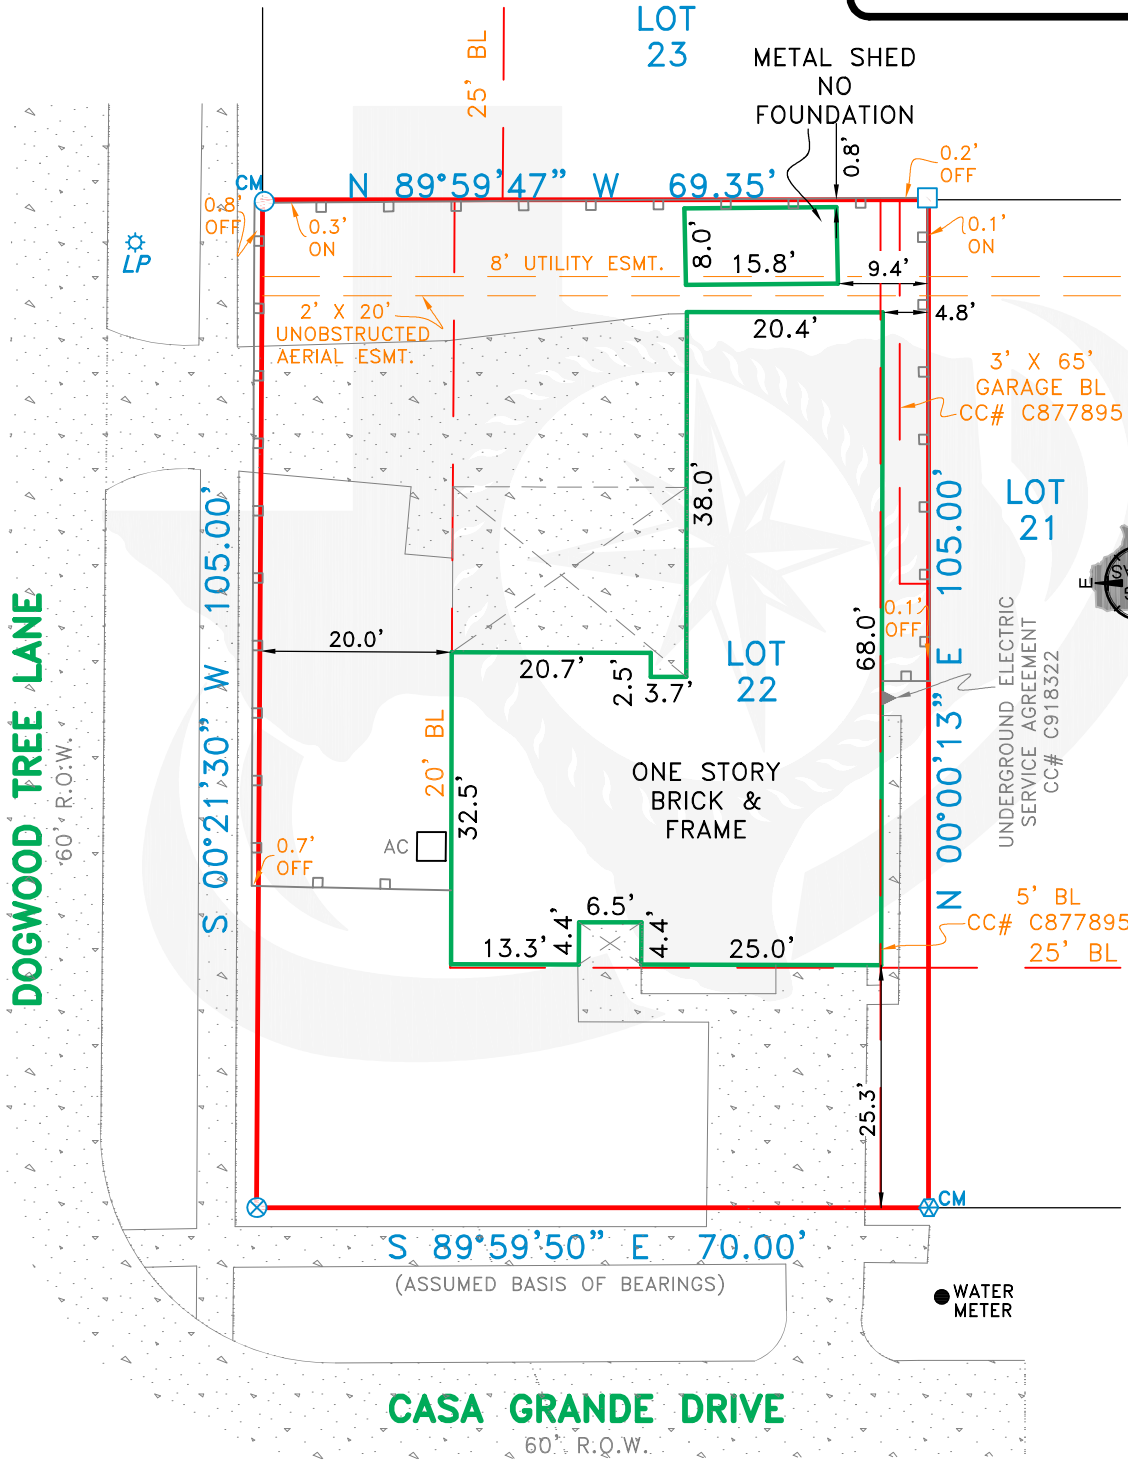 LOT
23
25' BL
METAL SHED
NO
FOUNDATION
0.8'
0.2'
OFF
CM
N 89°59'47" W 69.35'
0.8'
OFF
0.3'
ON
0.1'
ON
LP
8.0'
15.8'
8' UTILITY ESMT.
9.4'
2' X 20'
UNOBSTRUCTED
AERIAL ESMT.
20.4'
4.8'
3' X 65'
GARAGE BL
CC# C877895
38.0'
LOT
21
S 00°21'30" W 105.00'
N 00°00'13" E 105.00'
E
0.1'
OFF
20.0'
20.7'
2.5'
3.7'
LOT
22
68.0'
UNDERGROUND ELECTRIC
SERVICE AGREEMENT
CC# C918322
DOGWOOD TREE LANE
60' R.O.W.
20' BL
32.5'
ONE STORY
BRICK &
FRAME
AC
0.7'
OFF
6.5'
13.3'
4.4'
4.4'
25.0'
5' BL
CC# C877895
25' BL
25.3'
CM
S 89°59'50" E 70.00'
(ASSUMED BASIS OF BEARINGS)
WATER
METER
CASA GRANDE DRIVE
60' R.O.W.